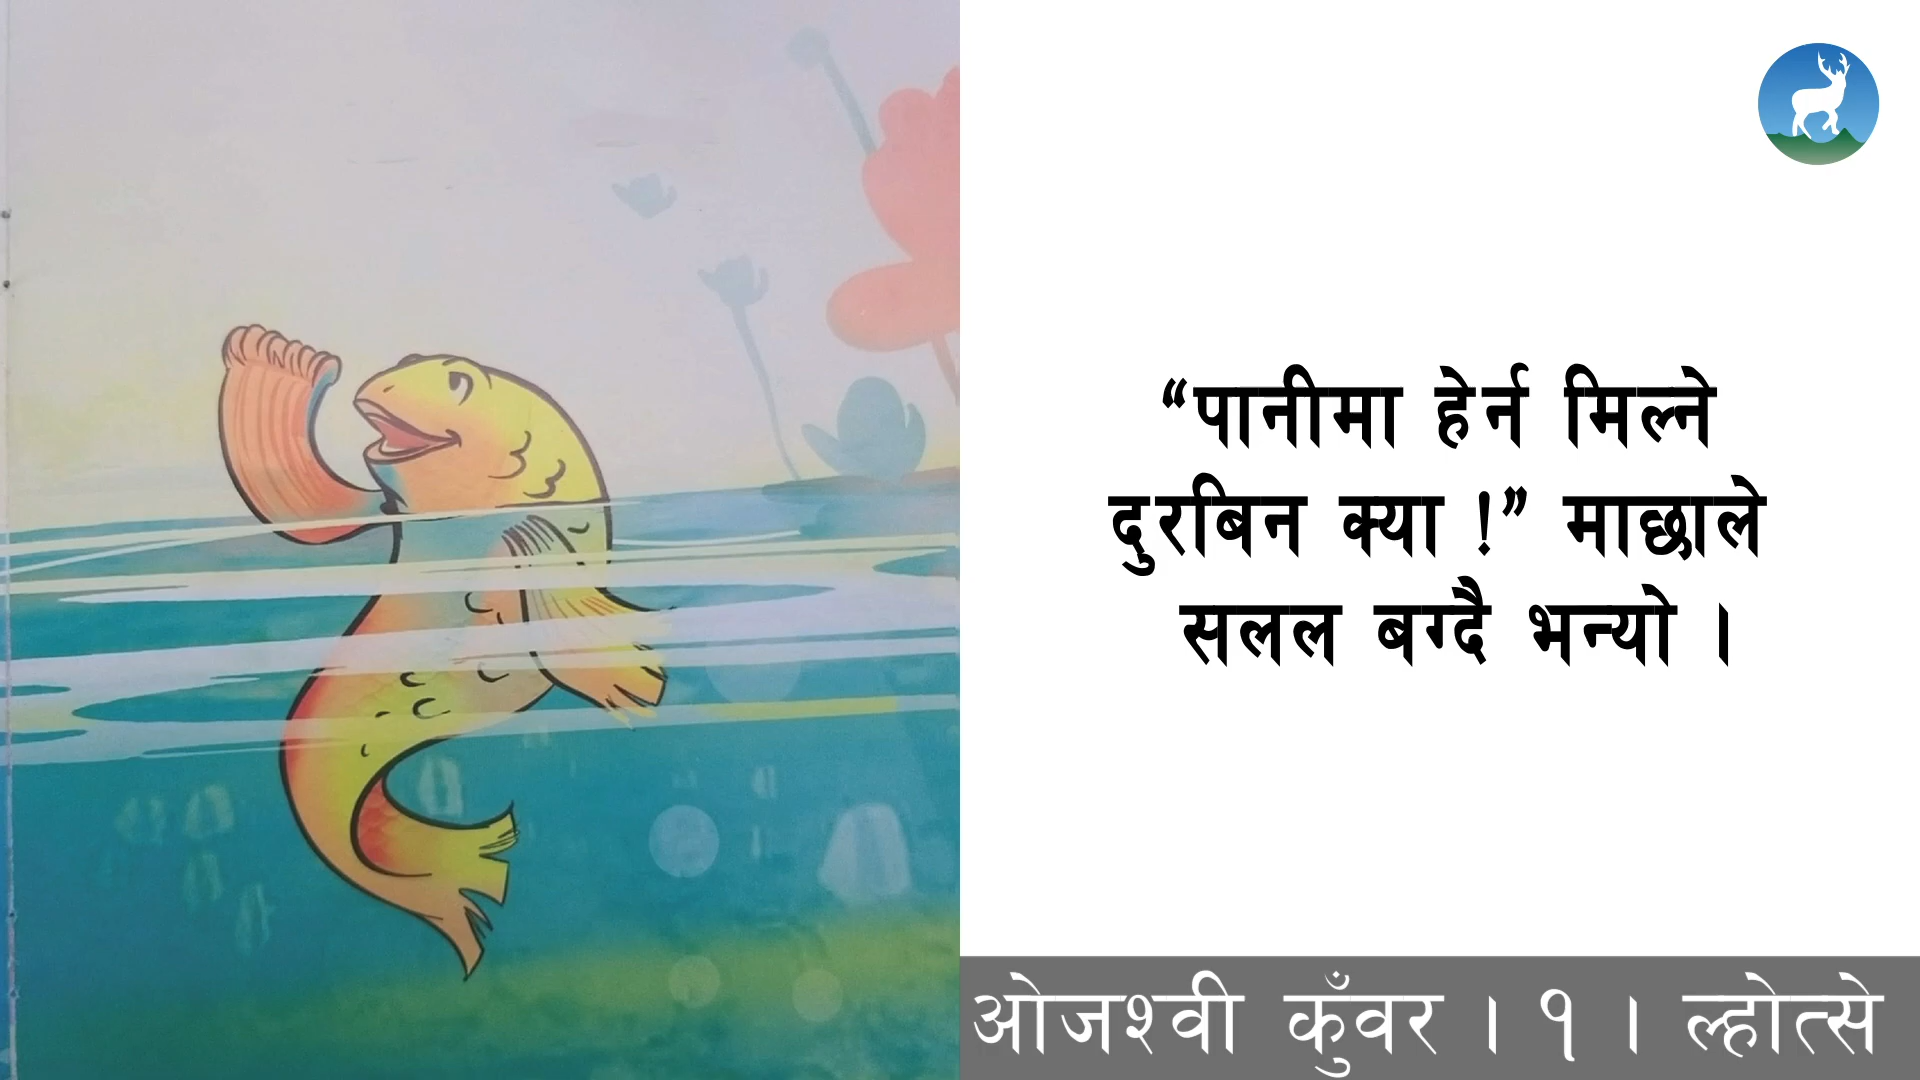 “पानीमा हेर्न मिल्ने
दुरबिन क्या !” माछाले
सलल बग्दै भन्यो ।
ओजश्वी कुँवर । १ । ल्होत्से